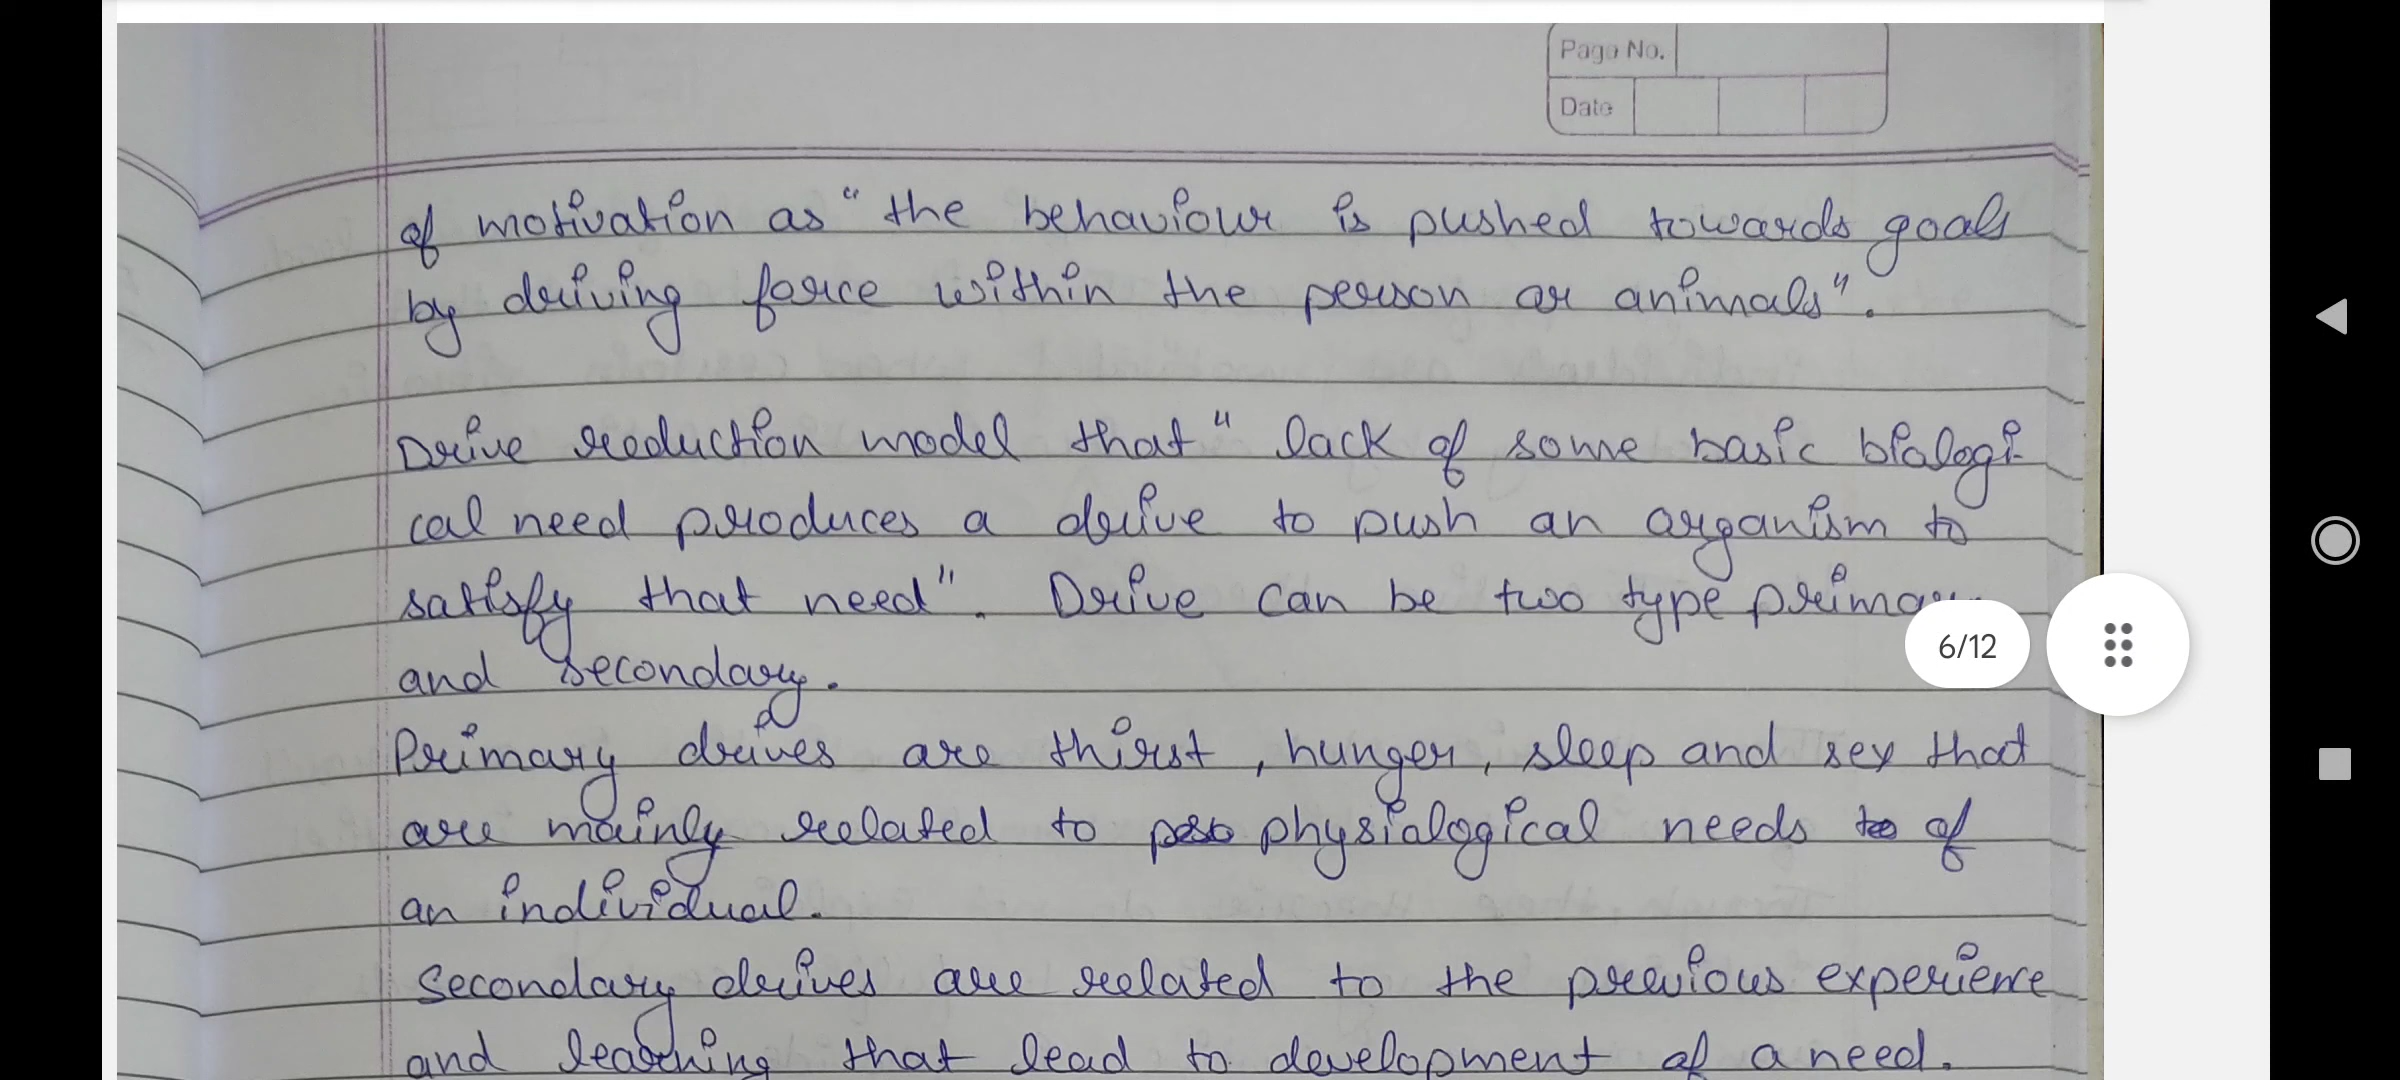 Page No.
Date
of motivation as "the behaviour is pushed towards goals
by driving force within the person or animals".
Drive reduction model that "lack of some basic biologi-
cal need produces a drive to push an organism to
satisfy that need". Drive can be two type
6/12
and secondary.
Primary drives are thirst, hunger, sleep and sex that
are mainly related to physiological needs of
an individual.
Secondary drives are related to the previous experience
and learning that lead to development of a need.